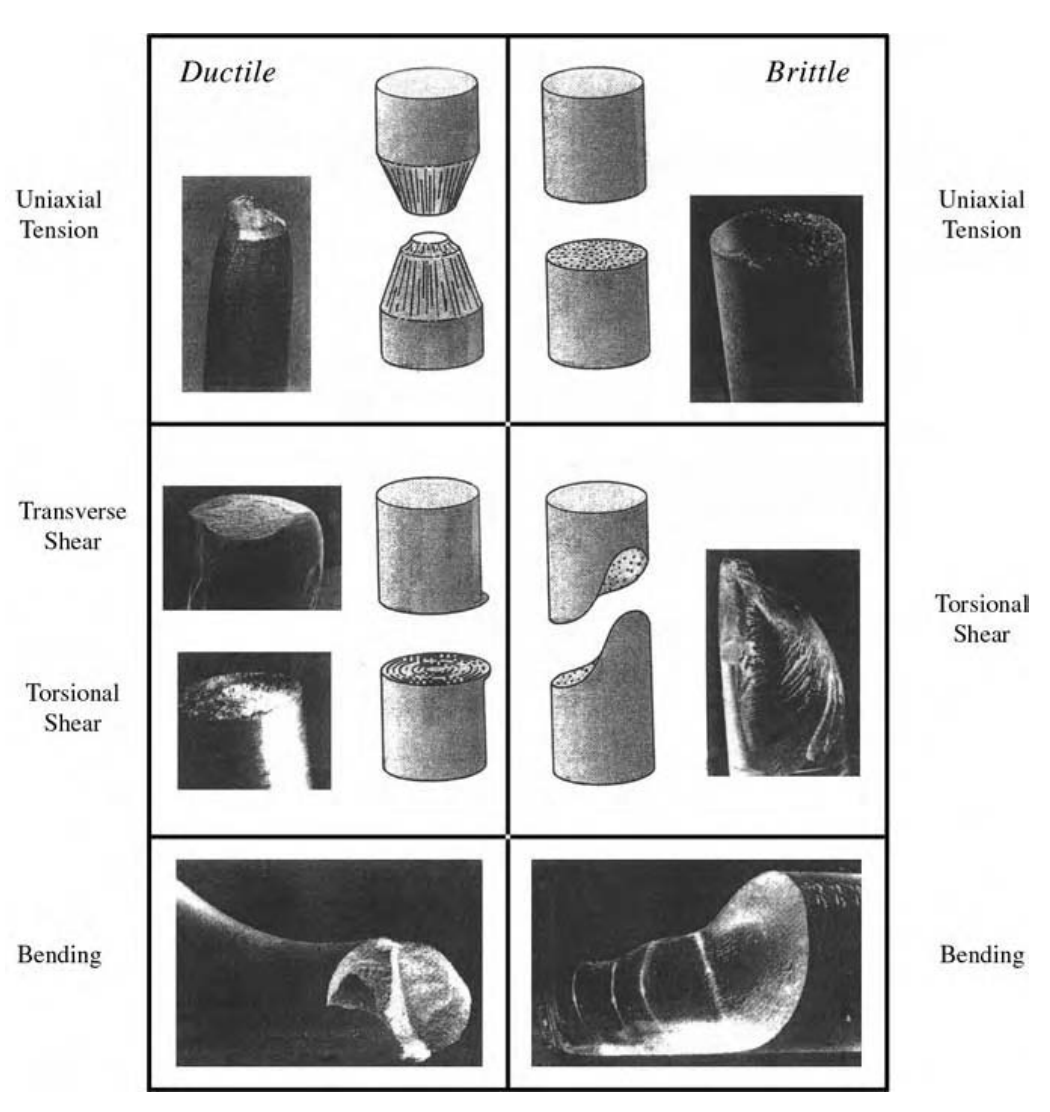 Ductile
Brittle
Uniaxial
Tension
Uniaxial
Tension
Transverse
Shear
Torsional
Shear
Torsional
Shear
Bending
Bending